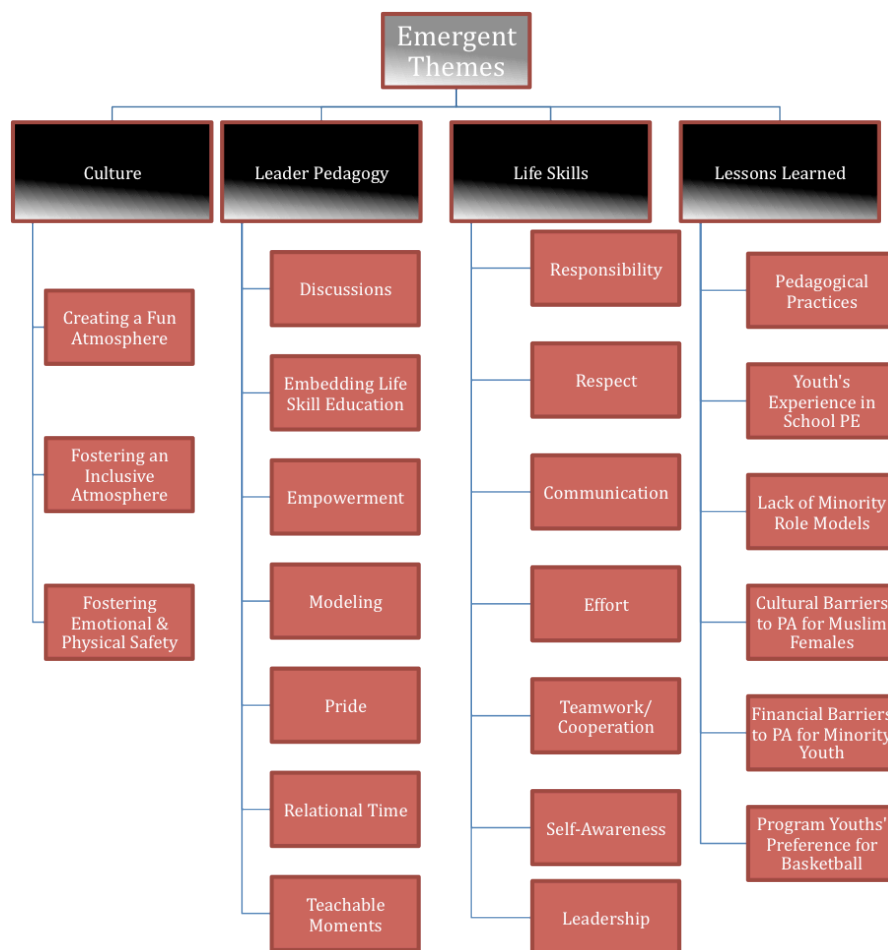 Emergent
Themes
Culture
Leader Pedagogy
Life Skills
Lessons Learned
Creating a Fun
Atmosphere
Fostering an
Inclusive
Atmosphere
Fostering
Emotional &
Physical Safety
Discussions
Embedding Life
Skill Education
Empowerment
Modeling
Pride
Relational Time
Teachable
Moments
Responsibility
Respect
Communication
Effort
Teamwork/
Cooperation
Self-Awareness
Leadership
Pedagogical
Practices
Youth's
Experience in
School PE
Lack of Minority
Role Models
Cultural Barriers
to PA for Muslim
Females
Financial Barriers
to PA for Minority
Youth
Program Youths'
Preference for
Basketball